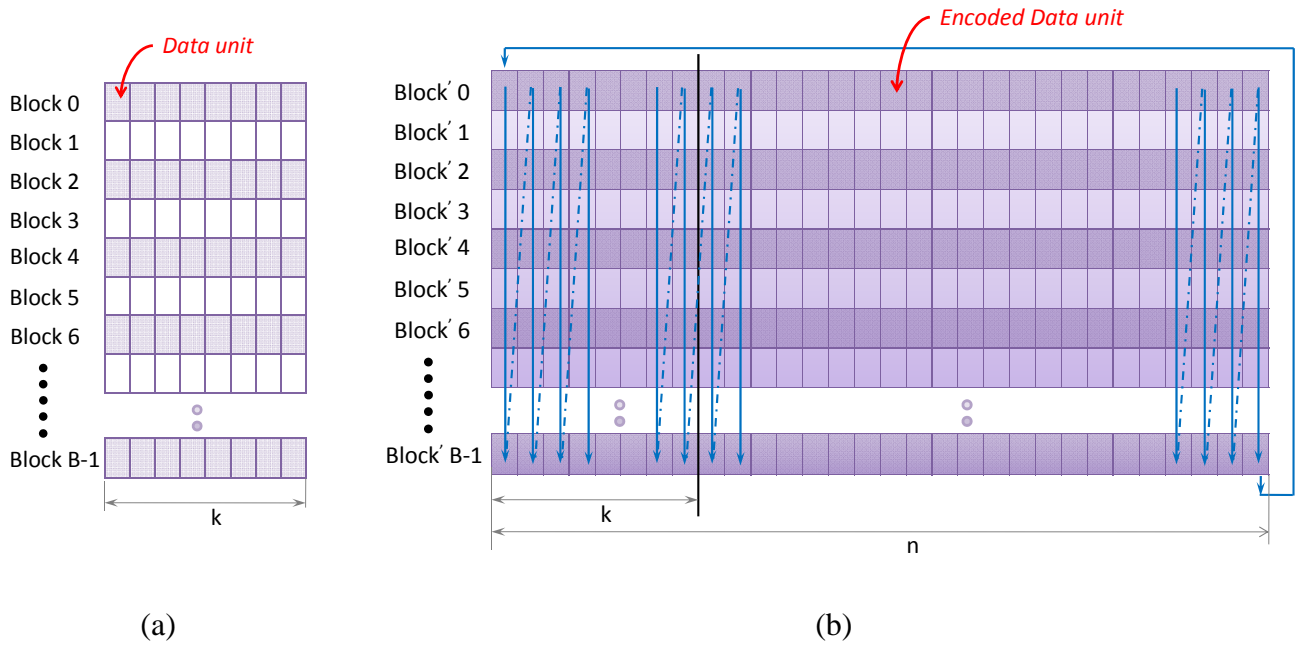 Data unit
Block 0
Block 1
Block 2
Block 3
Block 4
Block 5
Block 6
Block B-1
k
(a)
Encoded Data unit
Block' 0
Block' 1
Block' 2
Block' 3
Block' 4
Block' 5
Block' 6
Block' B-1
k
n
(b)